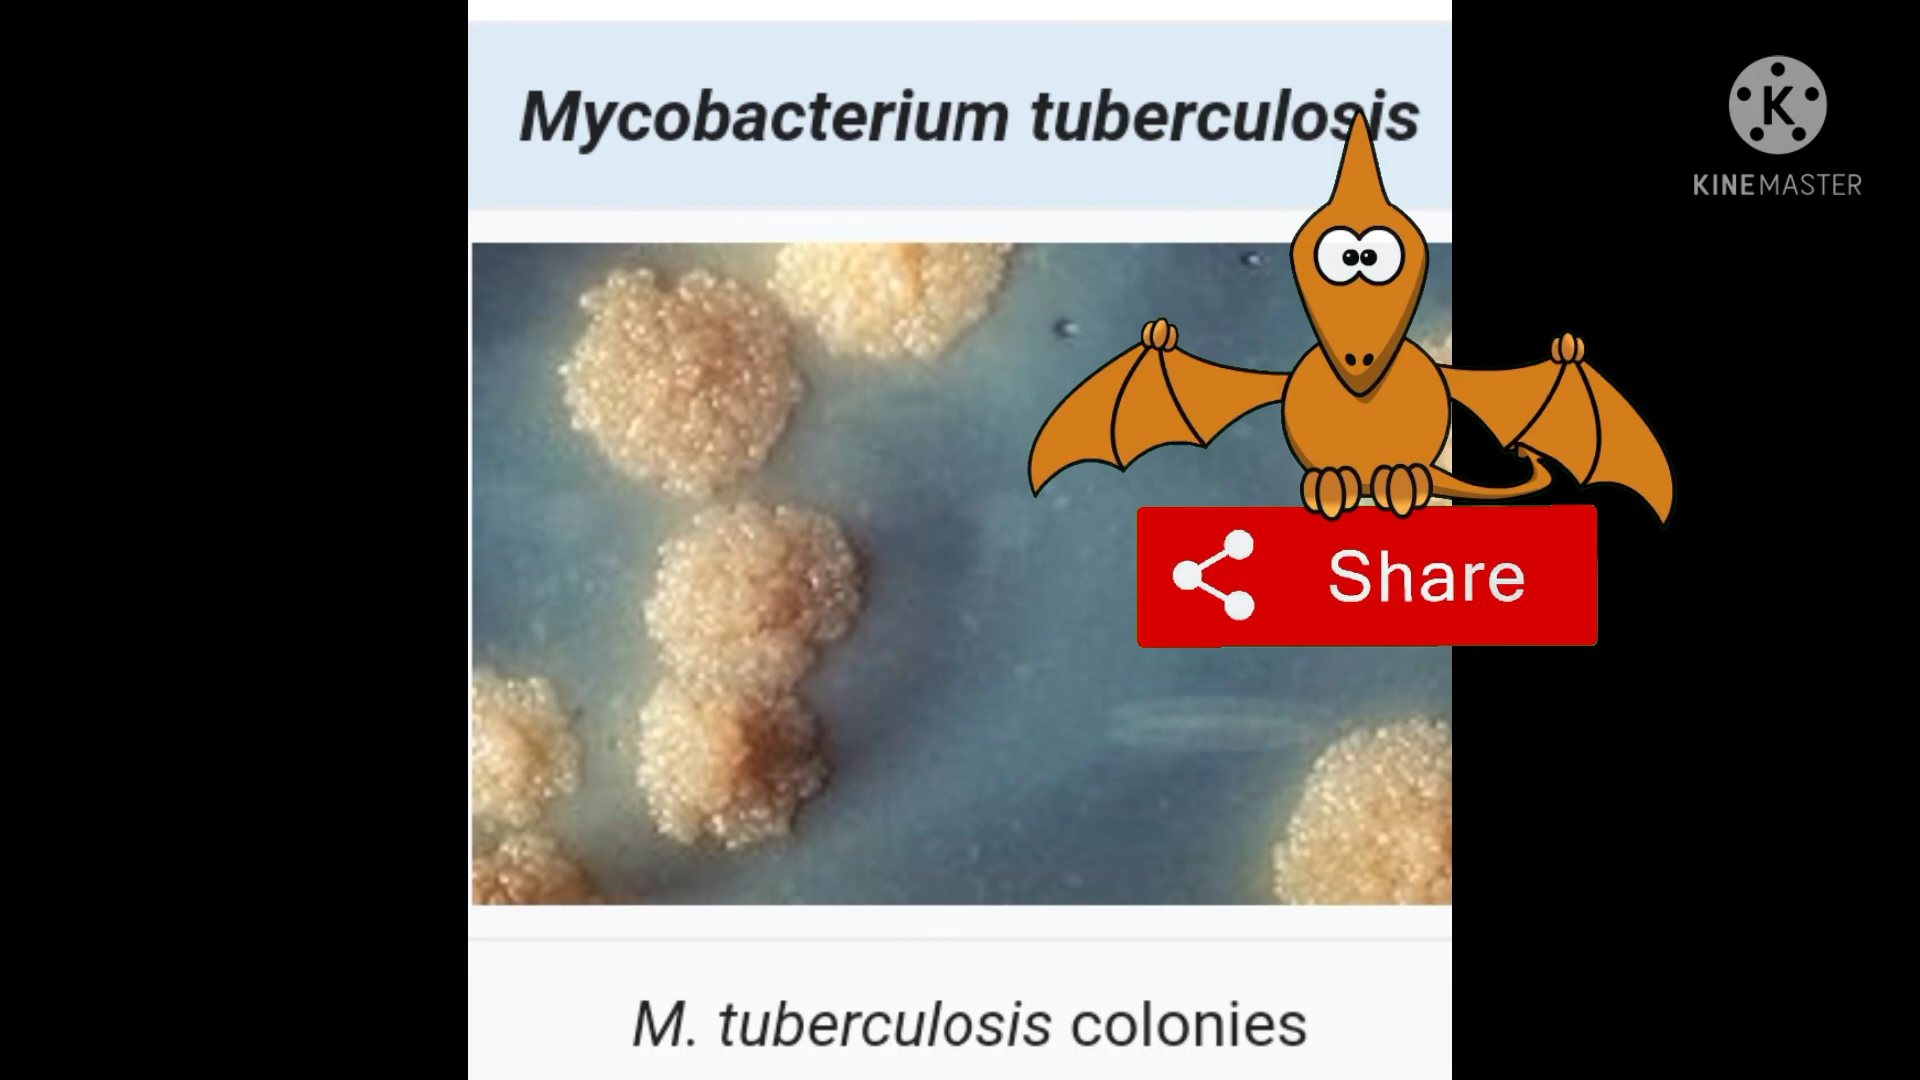 Mycobacterium tuberculosis
K
KINEMASTER
Share
M. tuberculosis colonies